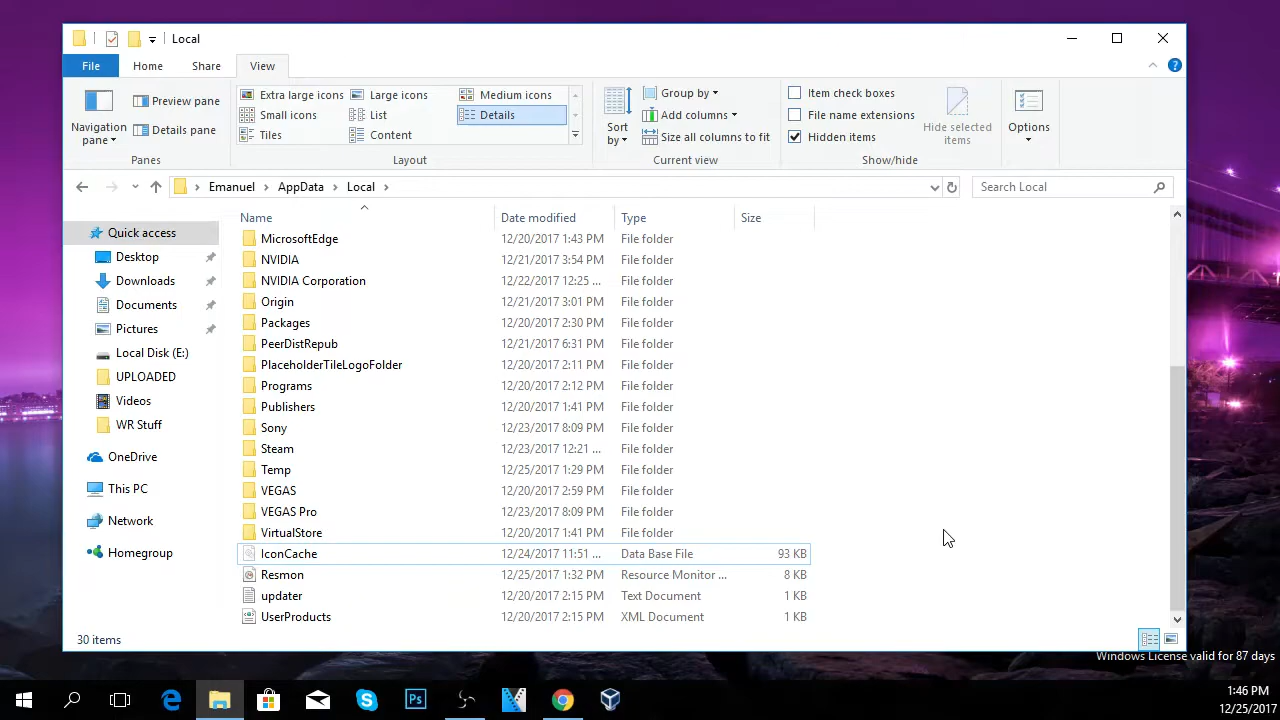 Local
File Home Share View
Navigation pane
Preview pane
Details pane
Panes
Extra large icons Large icons Medium icons
Small icons List Details
Tiles Content
Layout
Sort by
Group by
Add columns
Size all columns to fit
Current view
Item check boxes
File name extensions
Hidden items
Hide selected items
Show/hide
Options
Emanuel AppData Local
Search Local
Quick access
Desktop
Downloads
Documents
Pictures
Local Disk (E:)
UPLOADED
Videos
WR Stuff
OneDrive
This PC
Network
Homegroup
Name Date modified Type Size
MicrosoftEdge 12/20/2017 1:43 PM File folder
NVIDIA 12/21/2017 3:54 PM File folder
NVIDIA Corporation 12/22/2017 12:25 ... File folder
Origin 12/21/2017 3:01 PM File folder
Packages 12/20/2017 2:30 PM File folder
PeerDistRepub 12/21/2017 6:31 PM File folder
PlaceholderTileLogoFolder 12/20/2017 2:11 PM File folder
Programs 12/20/2017 2:12 PM File folder
Publishers 12/20/2017 1:41 PM File folder
Sony 12/23/2017 8:09 PM File folder
Steam 12/23/2017 12:21 ... File folder
Temp 12/25/2017 1:29 PM File folder
VEGAS 12/20/2017 2:59 PM File folder
VEGAS Pro 12/23/2017 8:09 PM File folder
VirtualStore 12/20/2017 1:41 PM File folder
IconCache 12/24/2017 11:51 ... Data Base File 93 KB
Resmon 12/25/2017 1:32 PM Resource Monitor ... 8 KB
updater 12/20/2017 2:15 PM Text Document 1 KB
UserProducts 12/20/2017 2:15 PM XML Document 1 KB
30 items
Windows License valid for 87 days
Ps
1:46 PM
12/25/2017